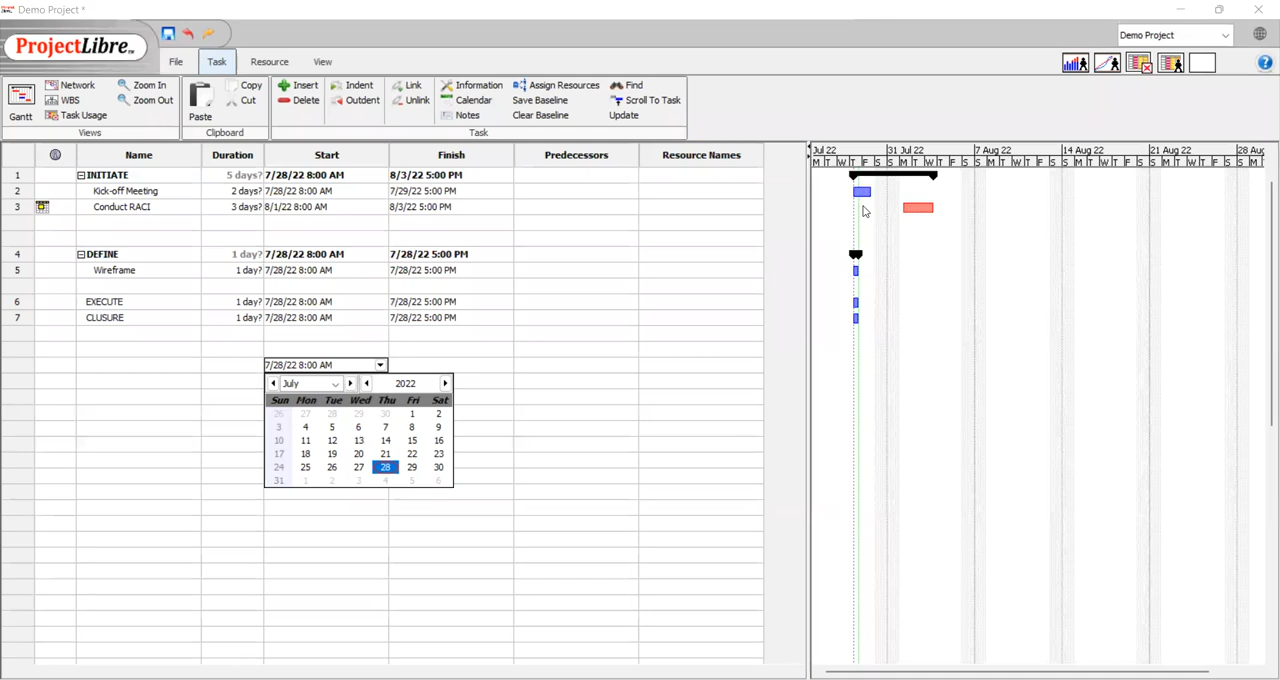 Demo Project *
ProjectLibre™
Demo Project
File Task Resource View
Gantt
Network
WBS
Task Usage
Zoom In
Zoom Out
Views
Paste
Copy
Cut
Clipboard
Insert
Delete
Indent
Outdent
Link
Unlink
Information
Calendar
Notes
Assign Resources
Save Baseline
Clear Baseline
Find
Scroll To Task
Update
Task
Name Duration Start Finish Predecessors Resource Names
1 INITIATE 5 days? 7/28/22 8:00 AM 8/3/22 5:00 PM
2 Kick-off Meeting 2 days? 7/28/22 8:00 AM 7/29/22 5:00 PM
3 Conduct RACI 3 days? 8/1/22 8:00 AM 8/3/22 5:00 PM
4 DEFINE 1 day? 7/28/22 8:00 AM 7/28/22 5:00 PM
5 Wireframe 1 day? 7/28/22 8:00 AM 7/28/22 5:00 PM
6 EXECUTE 1 day? 7/28/22 8:00 AM 7/28/22 5:00 PM
7 CLUSURE 1 day? 7/28/22 8:00 AM 7/28/22 5:00 PM
7/28/22 8:00 AM
July 2022
Sun Mon Tue Wed Thu Fri Sat
26 27 28 29 30 1 2
3 4 5 6 7 8 9
10 11 12 13 14 15 16
17 18 19 20 21 22 23
24 25 26 27 28 29 30
31 1 2 3 4 5 6
Jul 22 31 Jul 22 7 Aug 22 14 Aug 22 21 Aug 22 28 Aug
M T W T F S S M T W T F S S M T W T F S S M T W T F S S M T W T F S S M T